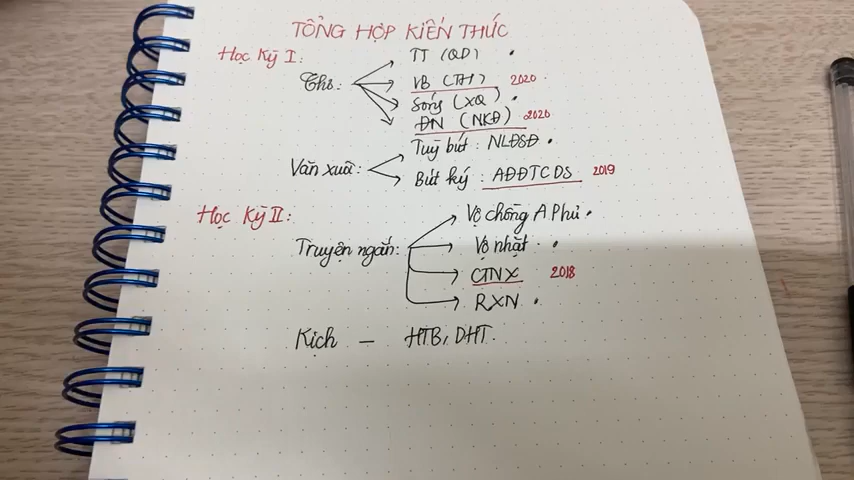 TỔNG HỢP KIẾN THỨC
Học Kỳ I:
Thơ:
TT (QD)
VB (TH) 2020
Sóng (XQ)
ĐN (NKĐ) 2020
Văn xuôi:
Tuỳ bút: NLĐSĐ
Bút ký: AĐĐTCDS 2019
Học Kỳ II:
Truyện ngắn:
Vợ chồng A Phủ
Vợ nhặt
CTNX 2018
RXN
Kịch – HTB, DHT.